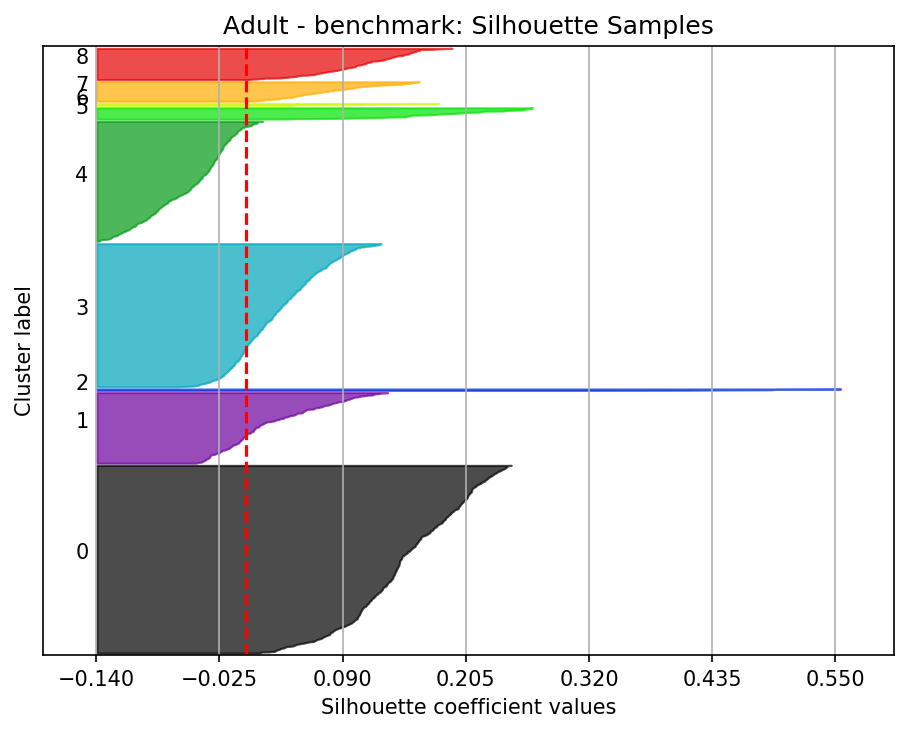 Adult - benchmark: Silhouette Samples
8
7
6
5
4
3
2
1
0
Cluster label
−0.140 −0.025 0.090 0.205 0.320 0.435 0.550
Silhouette coefficient values